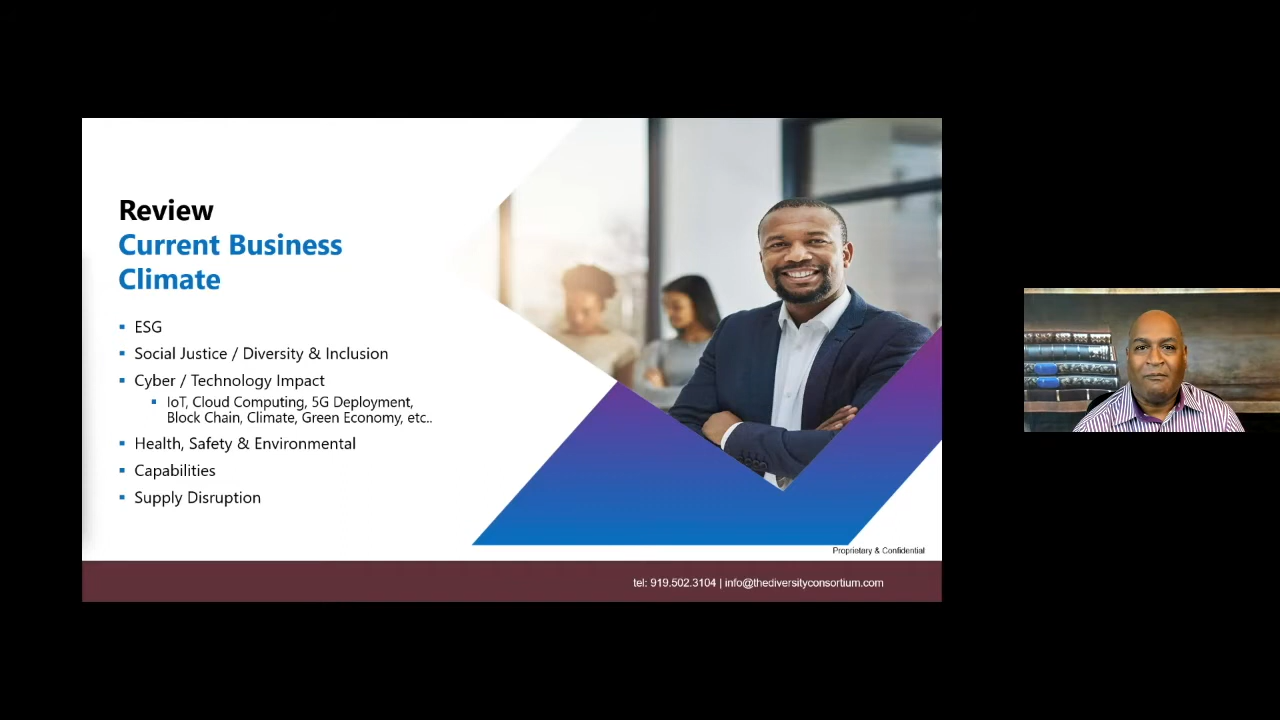 Review
Current Business
Climate
ESG
Social Justice / Diversity & Inclusion
Cyber / Technology Impact
IoT, Cloud Computing, 5G Deployment,
Block Chain, Climate, Green Economy, etc..
Health, Safety & Environmental
Capabilities
Supply Disruption
Proprietary & Confidential
tel: 919.502.3104 | info@thediversityconsortium.com